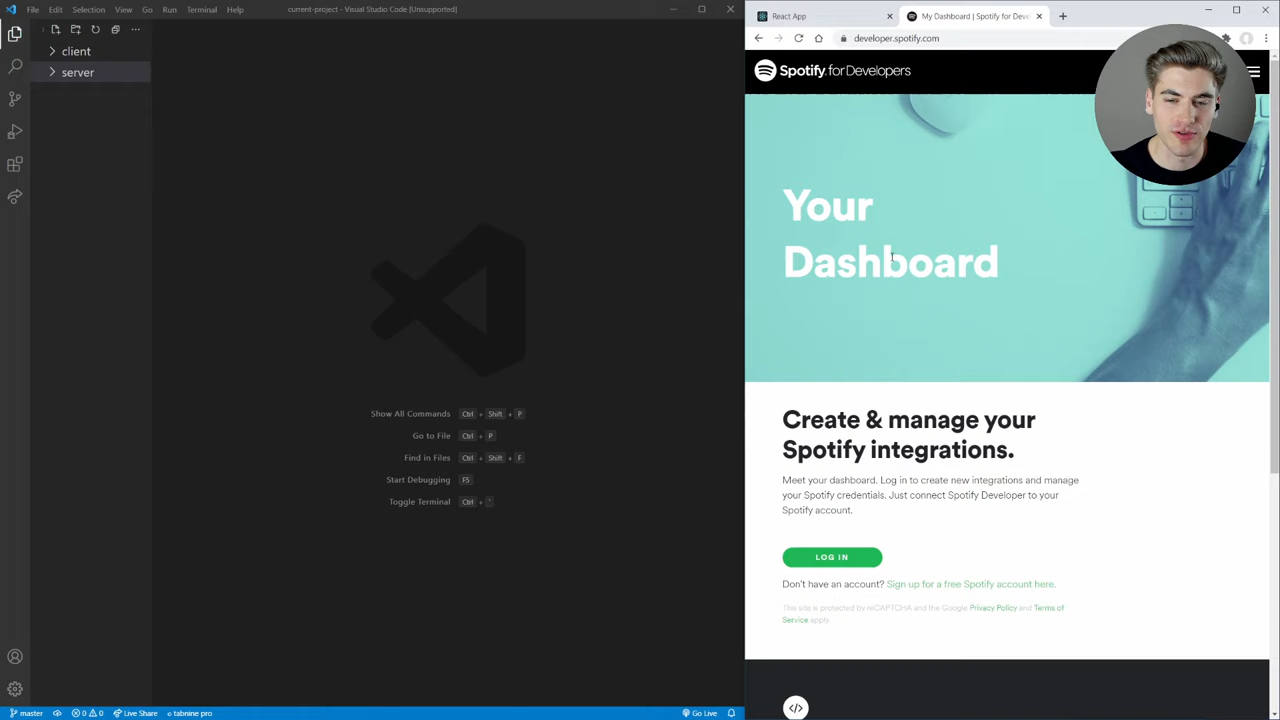 File Edit Selection View Go Run Terminal Help
current-project - Visual Studio Code [Unsupported]
client
server
Show All Commands Ctrl + Shift + P
Go to File Ctrl + P
Find in Files Ctrl + Shift + F
Start Debugging F5
Toggle Terminal Ctrl + `
master 0 0 Live Share tabnine pro Go Live
React App
My Dashboard | Spotify for Deve
developer.spotify.com
Spotify for Developers
Your
Dashboard
Create & manage your
Spotify integrations.
Meet your dashboard. Log in to create new integrations and manage
your Spotify credentials. Just connect Spotify Developer to your
Spotify account.
LOG IN
Don't have an account? Sign up for a free Spotify account here.
This site is protected by reCAPTCHA and the Google Privacy Policy and Terms of
Service apply.